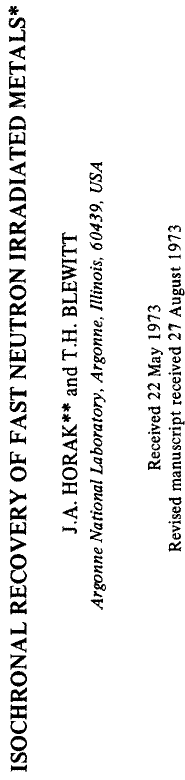 ISOCHRONAL RECOVERY OF FAST NEUTRON IRRADIATED METALS*
J.A. HORAK** and T.H. BLEWITT
Argonne National Laboratory, Argonne, Illinois, 60439, USA
Received 22 May 1973
Revised manuscript received 27 August 1973